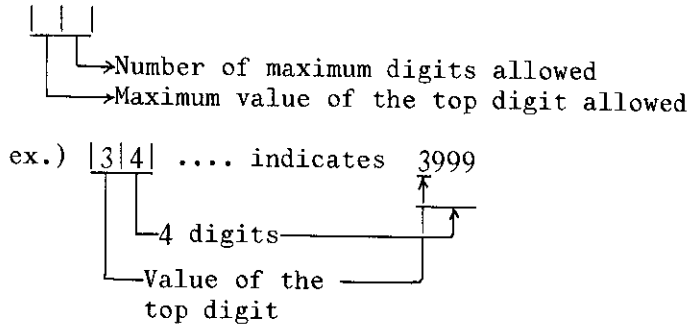 Number of maximum digits allowed
Maximum value of the top digit allowed
ex.) |3|4| .... indicates 3999
4 digits
Value of the
top digit